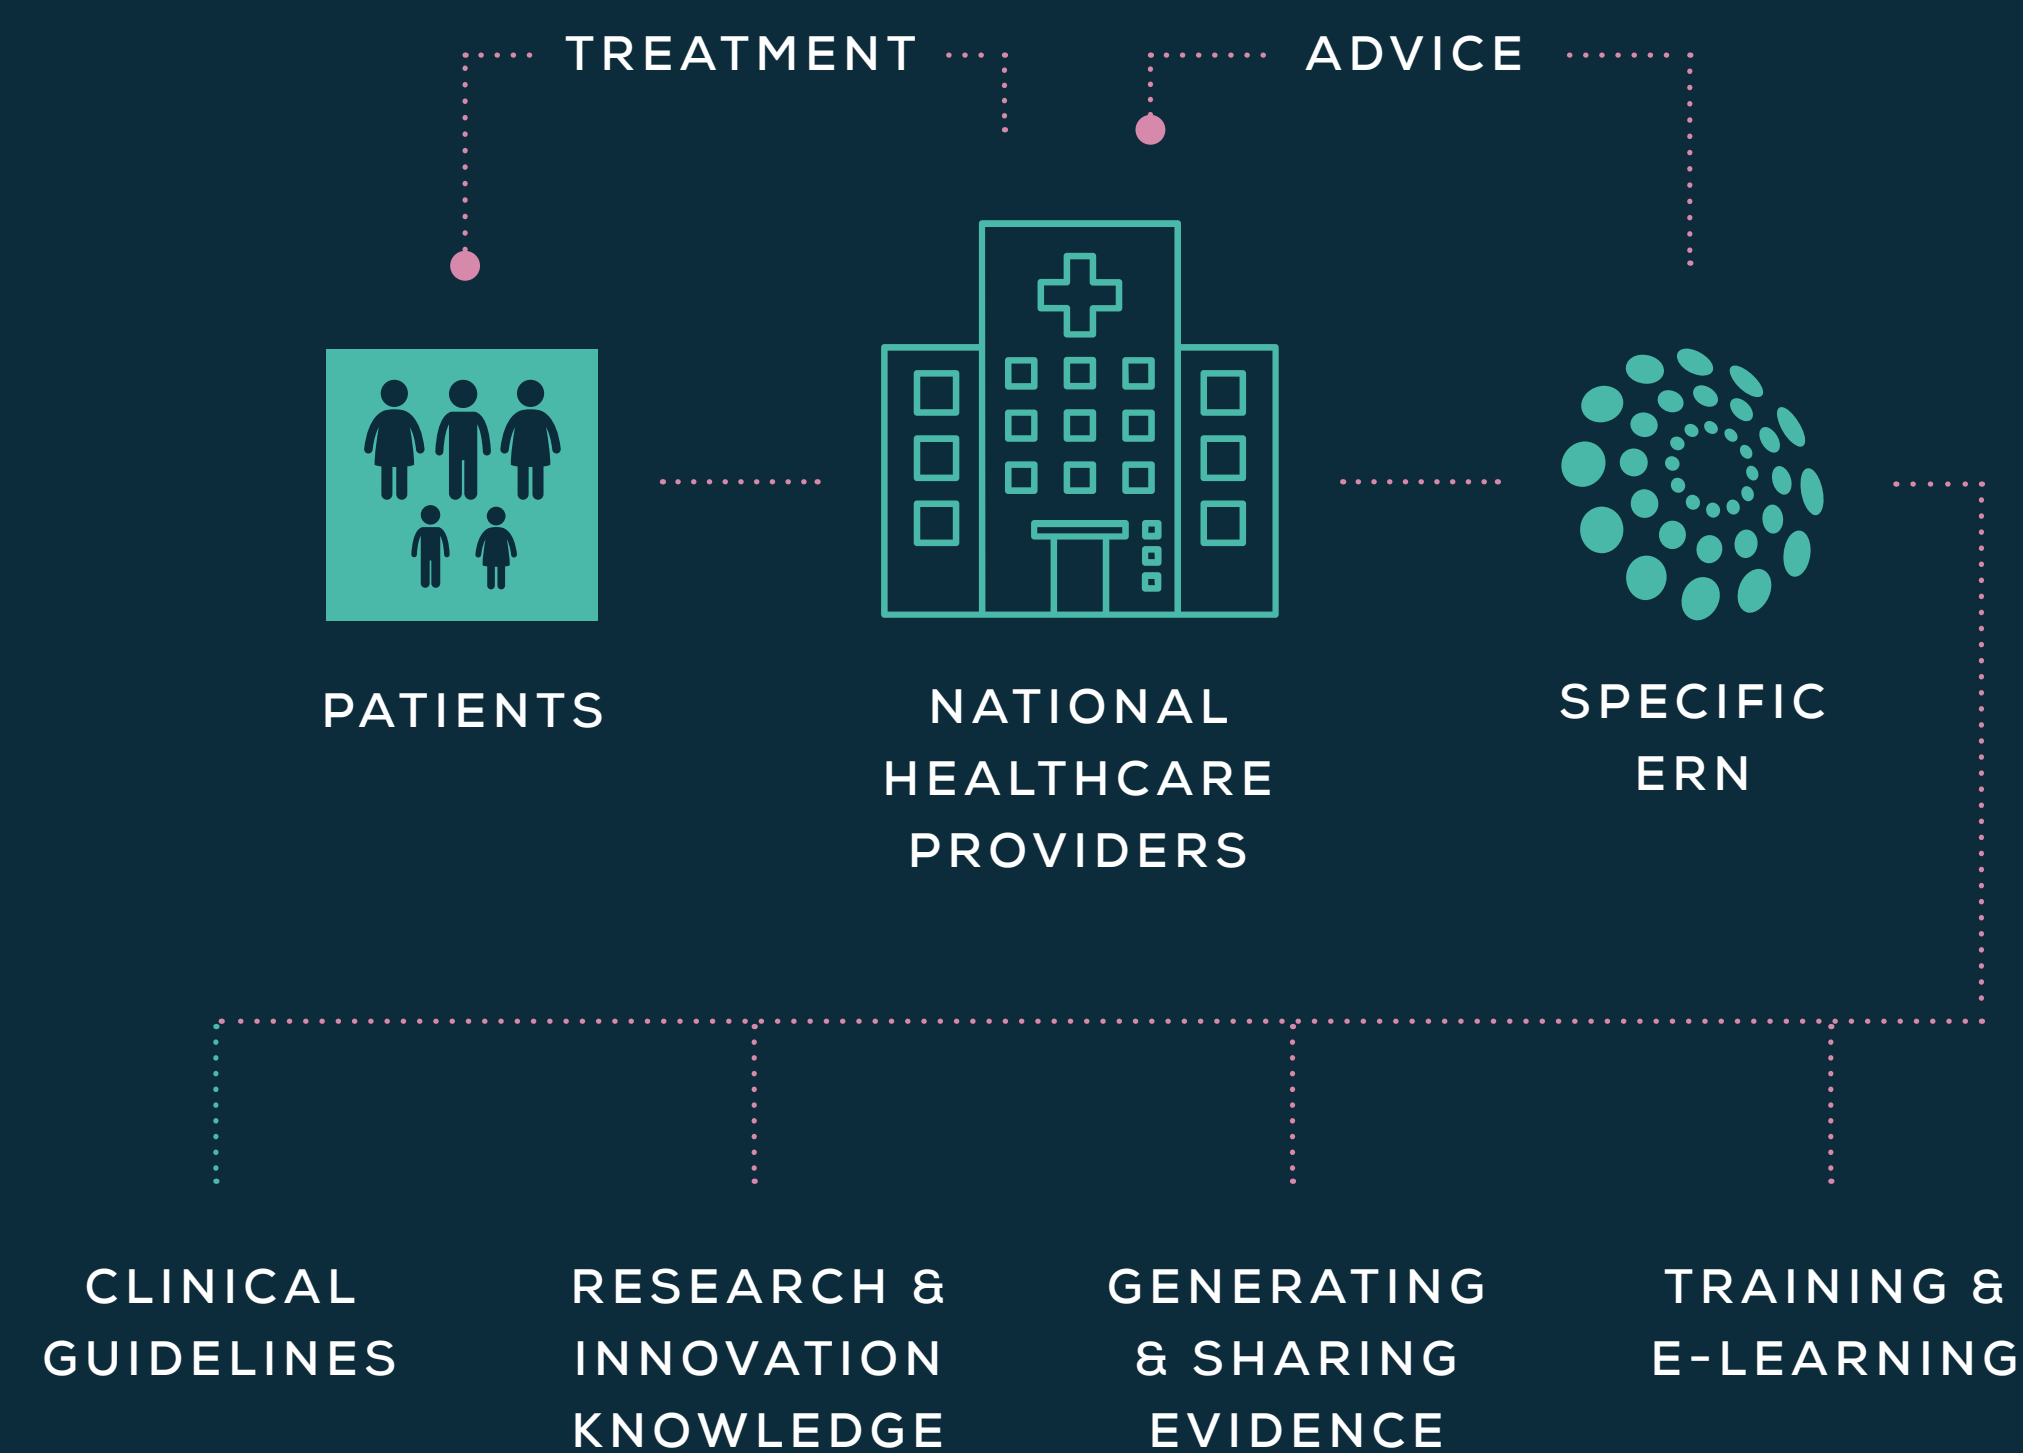 TREATMENT
ADVICE
PATIENTS
NATIONAL
HEALTHCARE
PROVIDERS
SPECIFIC
ERN
CLINICAL
GUIDELINES
RESEARCH &
INNOVATION
KNOWLEDGE
GENERATING
& SHARING
EVIDENCE
TRAINING &
E-LEARNING